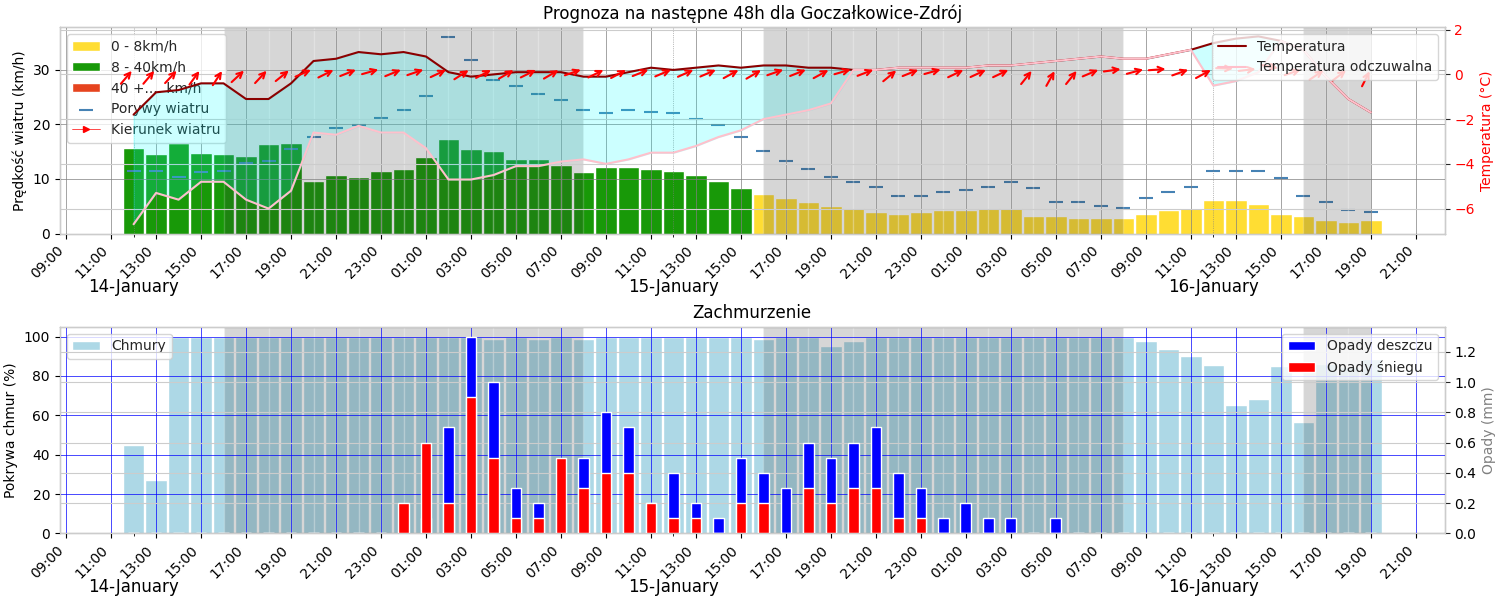 Prognoza na następne 48h dla Goczałkowice-Zdrój
Prędkość wiatru (km/h)
30
20
10
0
0 - 8km/h
8 - 40km/h
40 +... km/h
Porywy wiatru
Kierunek wiatru
Temperatura
Temperatura odczuwalna
2
0
−2
−4
−6
Temperatura (°C)
09:00 11:00 13:00 15:00 17:00 19:00 21:00 23:00 01:00 03:00 05:00 07:00 09:00 11:00 13:00 15:00 17:00 19:00 21:00 23:00 01:00 03:00 05:00 07:00 09:00 11:00 13:00 15:00 17:00 19:00 21:00
14-January 15-January 16-January
Zachmurzenie
Pokrywa chmur (%)
100
80
60
40
20
0
Chmury
Opady deszczu
Opady śniegu
1.2
1.0
0.8
0.6
0.4
0.2
0.0
Opady (mm)
09:00 11:00 13:00 15:00 17:00 19:00 21:00 23:00 01:00 03:00 05:00 07:00 09:00 11:00 13:00 15:00 17:00 19:00 21:00 23:00 01:00 03:00 05:00 07:00 09:00 11:00 13:00 15:00 17:00 19:00 21:00
14-January 15-January 16-January